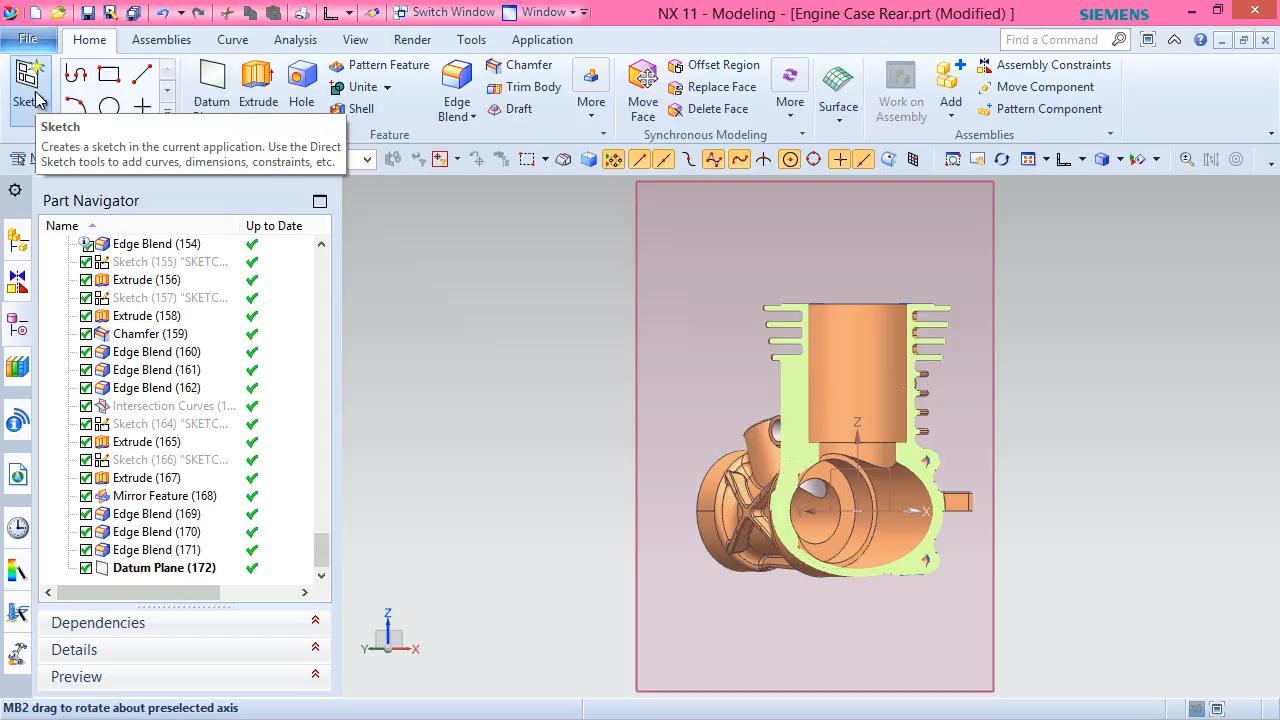 Switch Window
Window
NX 11 - Modeling - [Engine Case Rear.prt (Modified) ]
SIEMENS
File
Home
Assemblies
Curve
Analysis
View
Render
Tools
Application
Find a Command
Sketch
Datum
Extrude
Hole
Pattern Feature
Unite
Shell
Edge
Blend
Chamfer
Trim Body
Draft
More
Feature
Move
Face
Offset Region
Replace Face
Delete Face
More
Synchronous Modeling
Surface
Work on
Assembly
Add
Assembly Constraints
Move Component
Pattern Component
Assemblies
Sketch
Creates a sketch in the current application. Use the Direct
Sketch tools to add curves, dimensions, constraints, etc.
Part Navigator
Name
Up to Date
Edge Blend (154)
Sketch (155) "SKETC...
Extrude (156)
Sketch (157) "SKETC...
Extrude (158)
Chamfer (159)
Edge Blend (160)
Edge Blend (161)
Edge Blend (162)
Intersection Curves (1...
Sketch (164) "SKETC...
Extrude (165)
Sketch (166) "SKETC...
Extrude (167)
Mirror Feature (168)
Edge Blend (169)
Edge Blend (170)
Edge Blend (171)
Datum Plane (172)
Dependencies
Details
Preview
Z
X
Y
Z
Y
X
MB2 drag to rotate about preselected axis